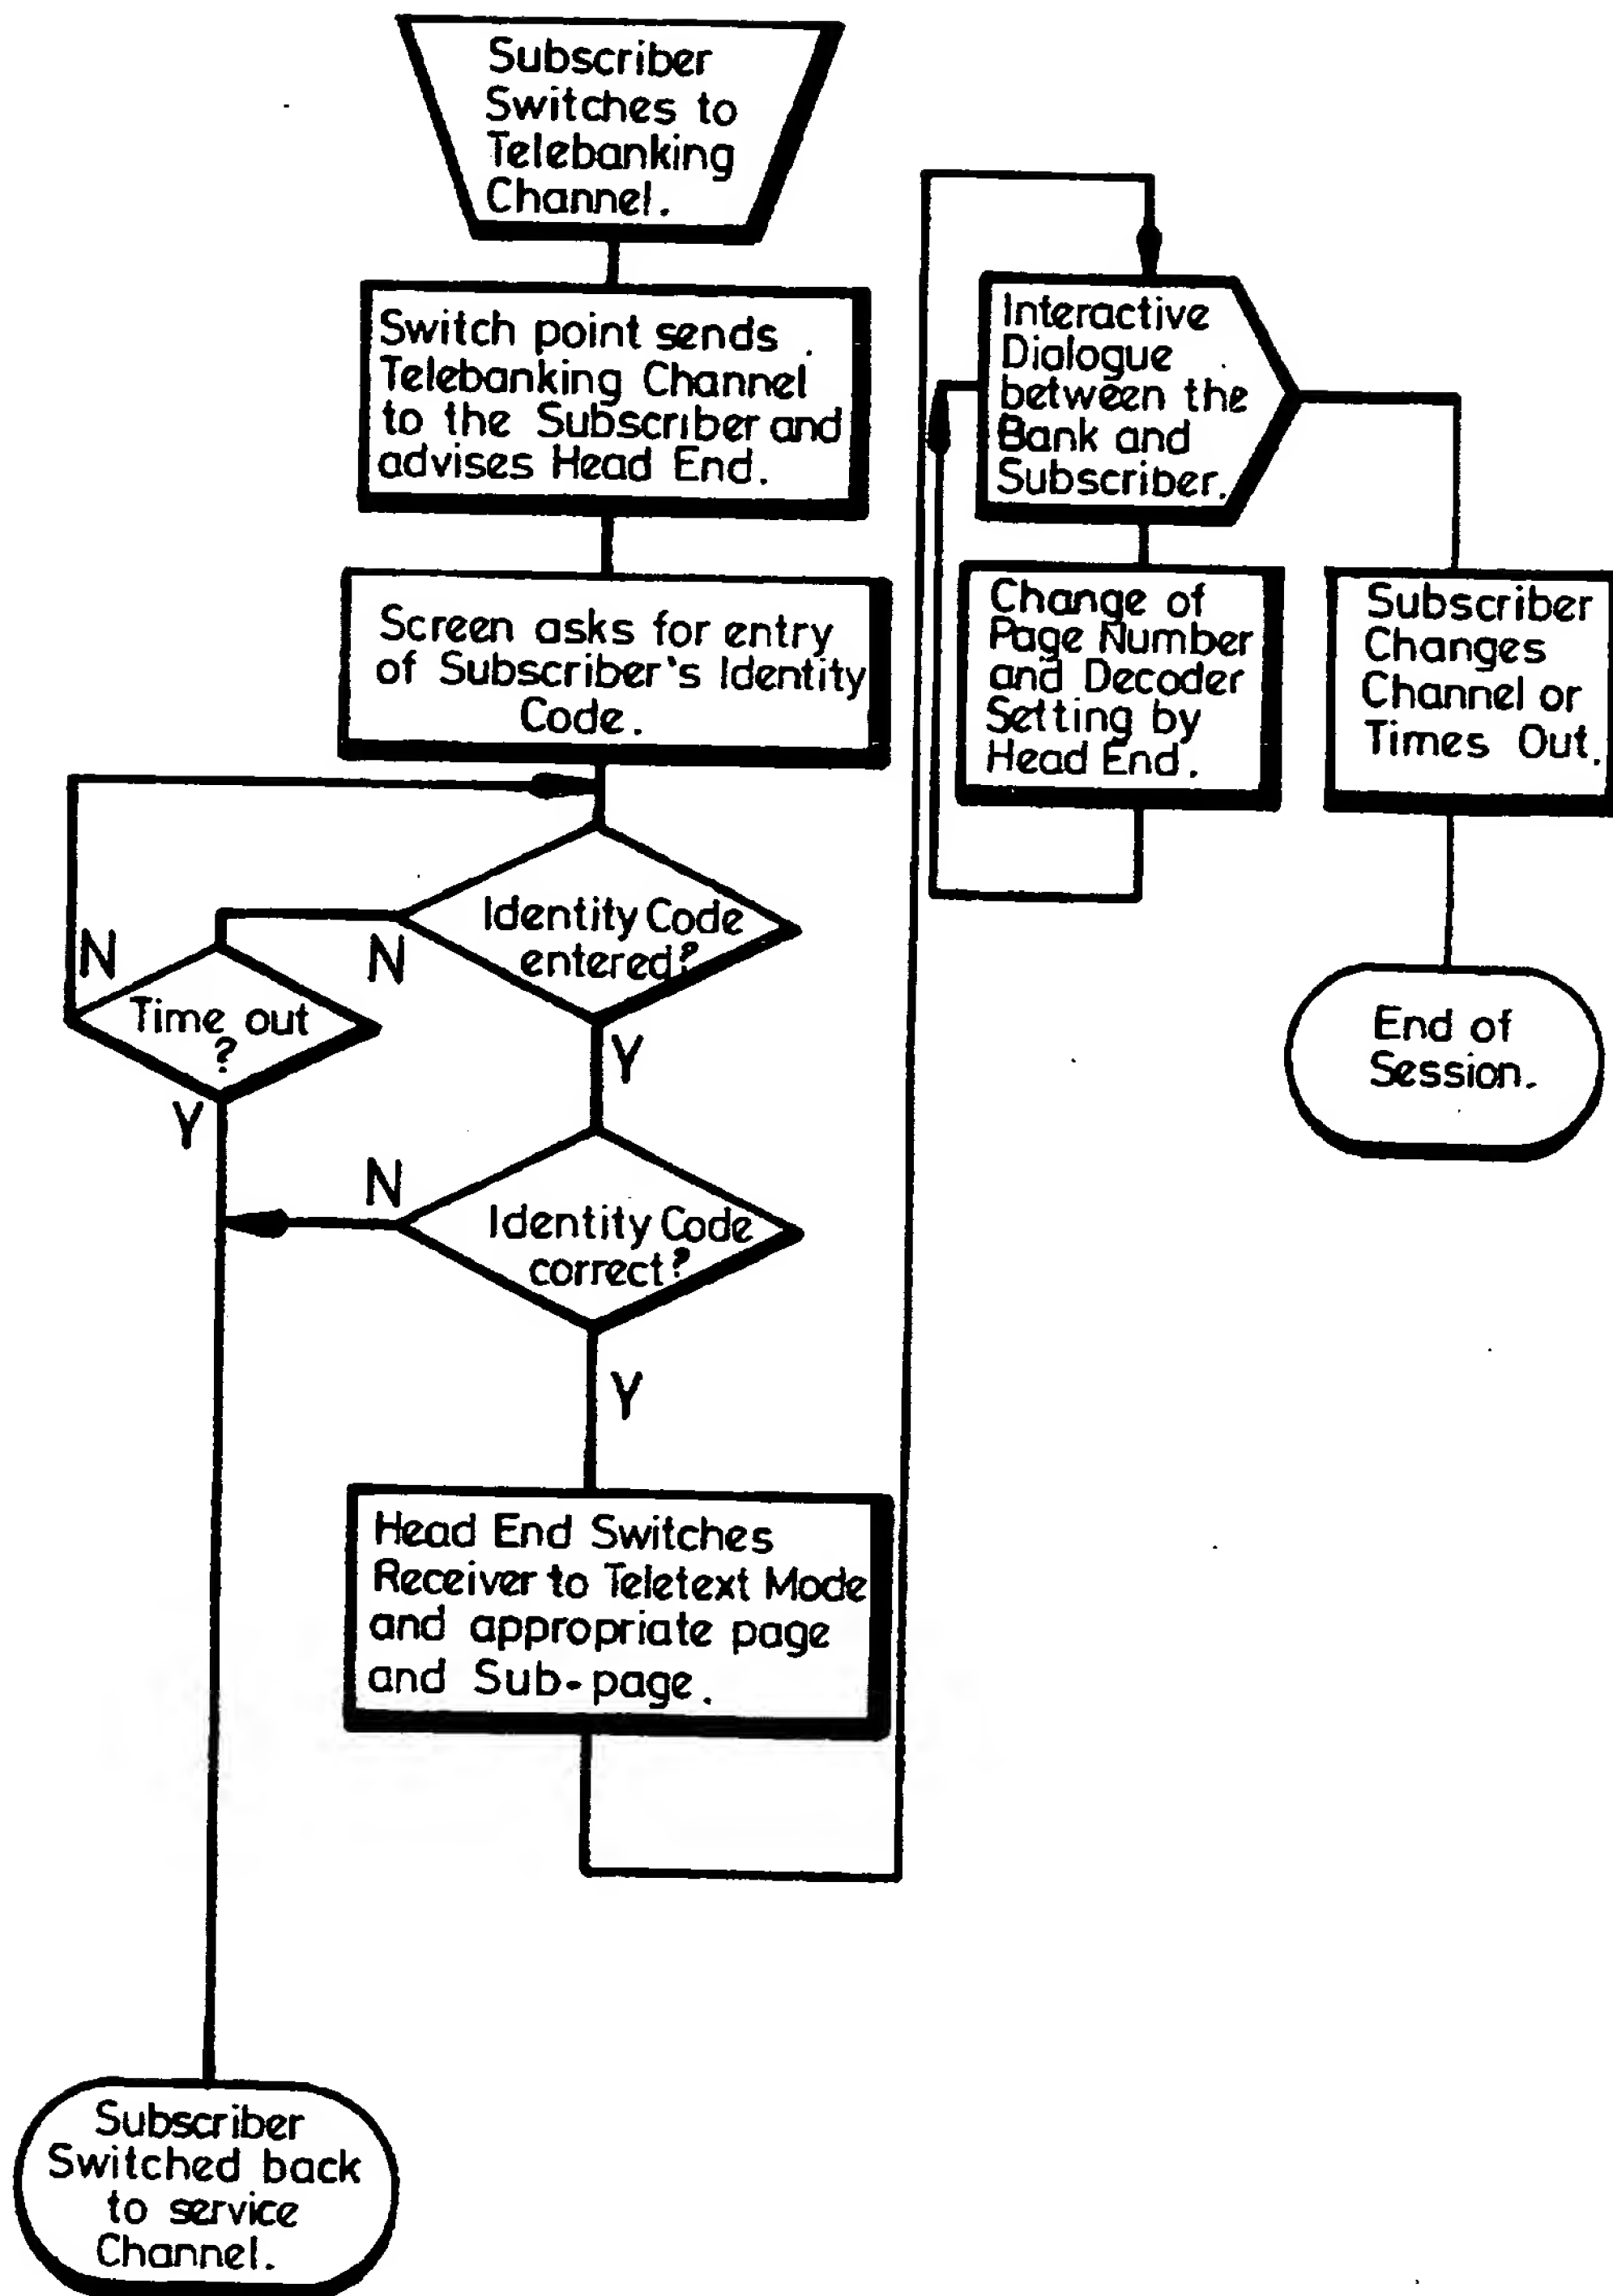 Subscriber
Switches to
Telebanking
Channel.
Switch point sends
Telebanking Channel
to the Subscriber and
advises Head End.
Screen asks for entry
of Subscriber's Identity
Code.
Identity Code
entered?
N
Y
Time out
?
N
Y
Identity Code
correct?
N
Y
Head End Switches
Receiver to Teletext Mode
and appropriate page
and Sub-page.
Subscriber
Switched back
to service
Channel.
Interactive
Dialogue
between the
Bank and
Subscriber.
Change of
Page Number
and Decoder
Setting by
Head End.
Subscriber
Changes
Channel or
Times Out.
End of
Session.